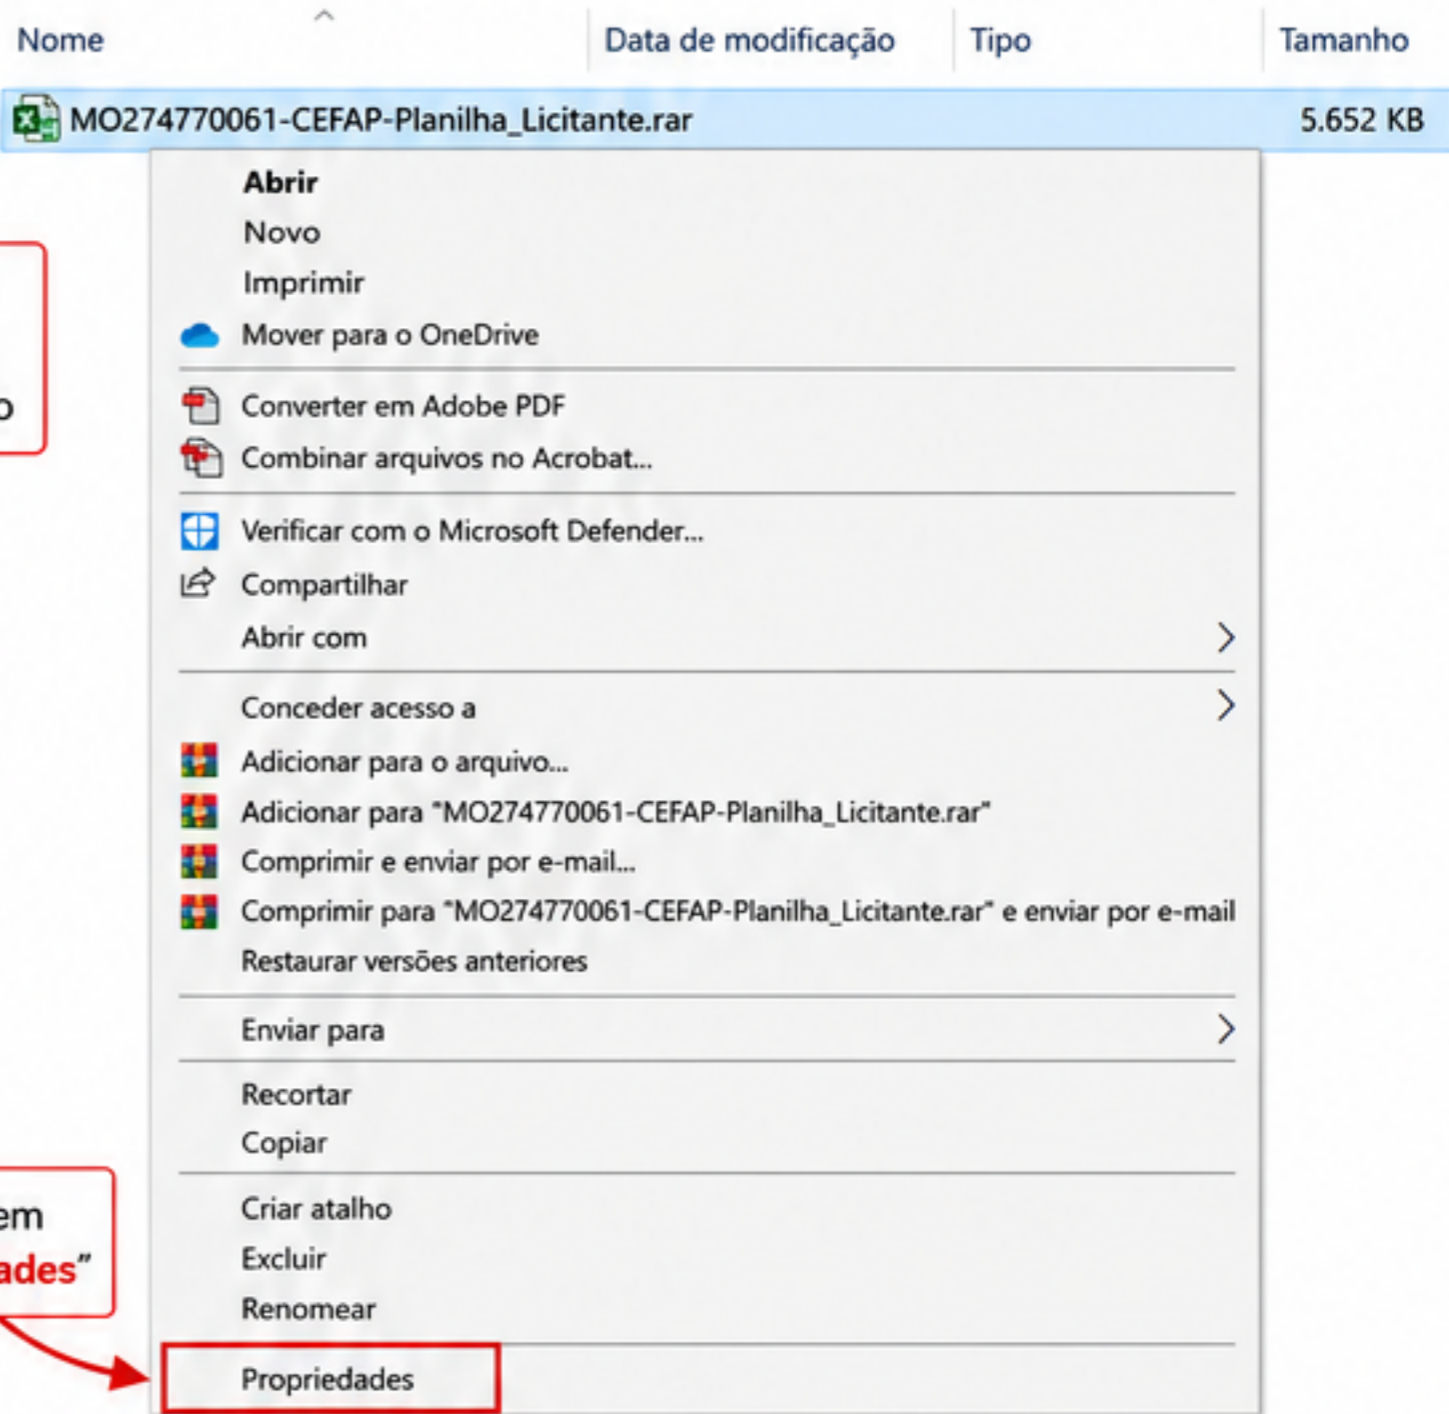 Nome Data de modificação Tipo Tamanho
MO274770061-CEFAP-Planilha_Licitante.rar 5.652 KB
Abrir
Novo
Imprimir
Mover para o OneDrive
o
Converter em Adobe PDF
Combinar arquivos no Acrobat...
Verificar com o Microsoft Defender...
Compartilhar
Abrir com
Conceder acesso a
Adicionar para o arquivo...
Adicionar para "MO274770061-CEFAP-Planilha_Licitante.rar"
Comprimir e enviar por e-mail...
Comprimir para "MO274770061-CEFAP-Planilha_Licitante.rar" e enviar por e-mail
Restaurar versões anteriores
Enviar para
Recortar
Copiar
Criar atalho
Excluir
Renomear
em
ades"
Propriedades